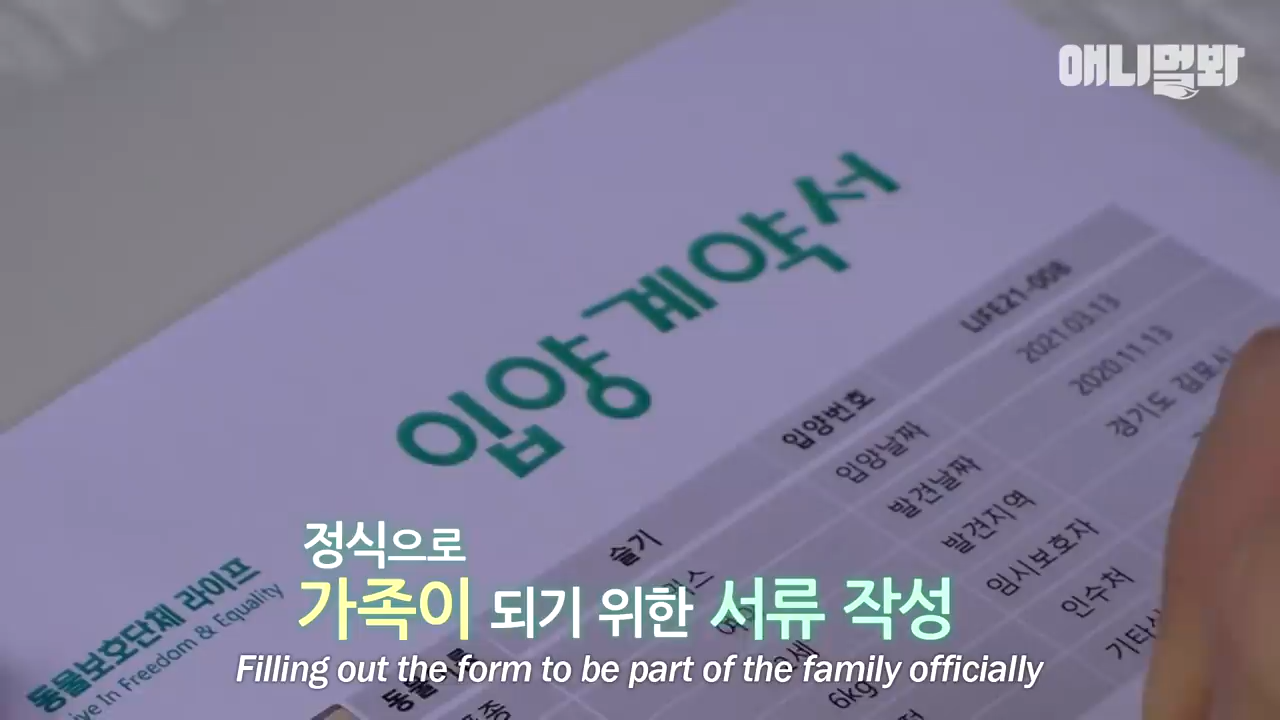 애니멀봐
입양 계약서
LIFE21-008
입양번호
2021.03.13
입양날짜
2020.11.13
발견날짜
경기도 김포시
발견지역
임시보호자
인수처
슬기
6kg
동물보호단체 라이프
In Freedom & Equality
정식으로
가족이 되기 위한 서류 작성
Filling out the form to be part of the family officially